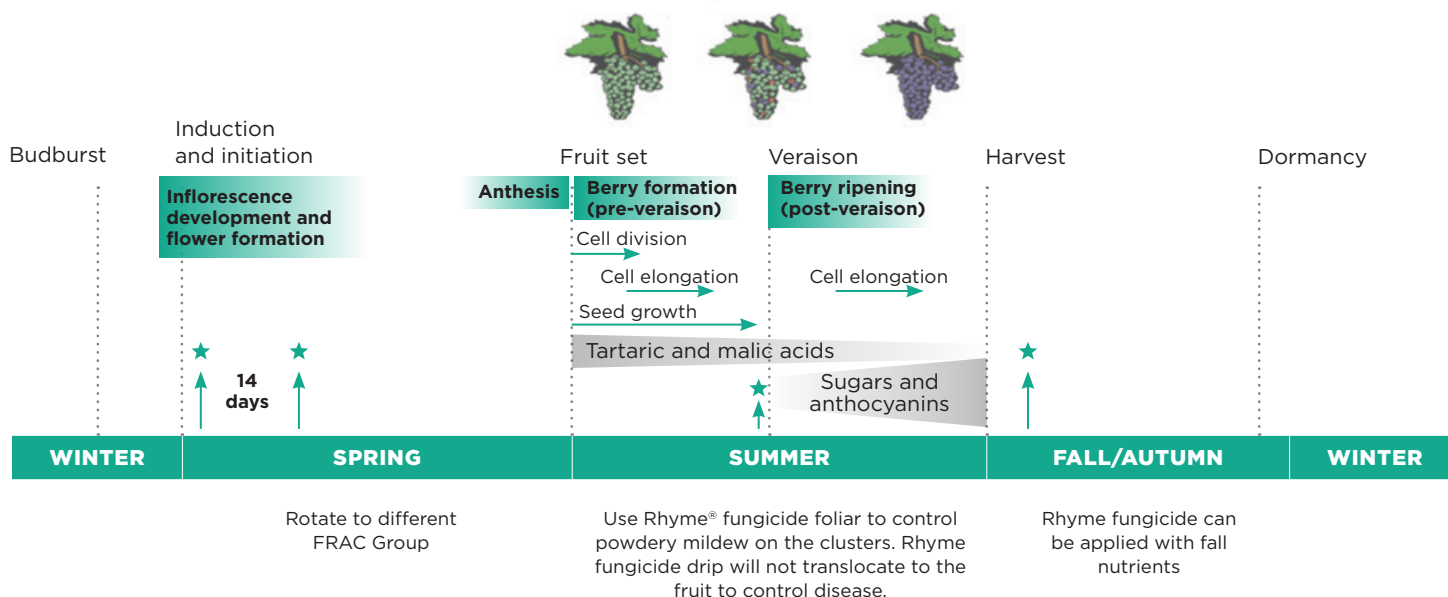 Budburst
Induction
and initiation
Fruit set
Veraison
Harvest
Dormancy
Inflorescence
development and
flower formation
Anthesis
Berry formation
(pre-veraison)
Berry ripening
(post-veraison)
Cell division
Cell elongation
Cell elongation
Seed growth
Tartaric and malic acids
14
days
Sugars and
anthocyanins
WINTER
SPRING
SUMMER
FALL/AUTUMN
WINTER
Rotate to different
FRAC Group
Use Rhyme® fungicide foliar to control
powdery mildew on the clusters. Rhyme
fungicide drip will not translocate to the
fruit to control disease.
Rhyme fungicide can
be applied with fall
nutrients